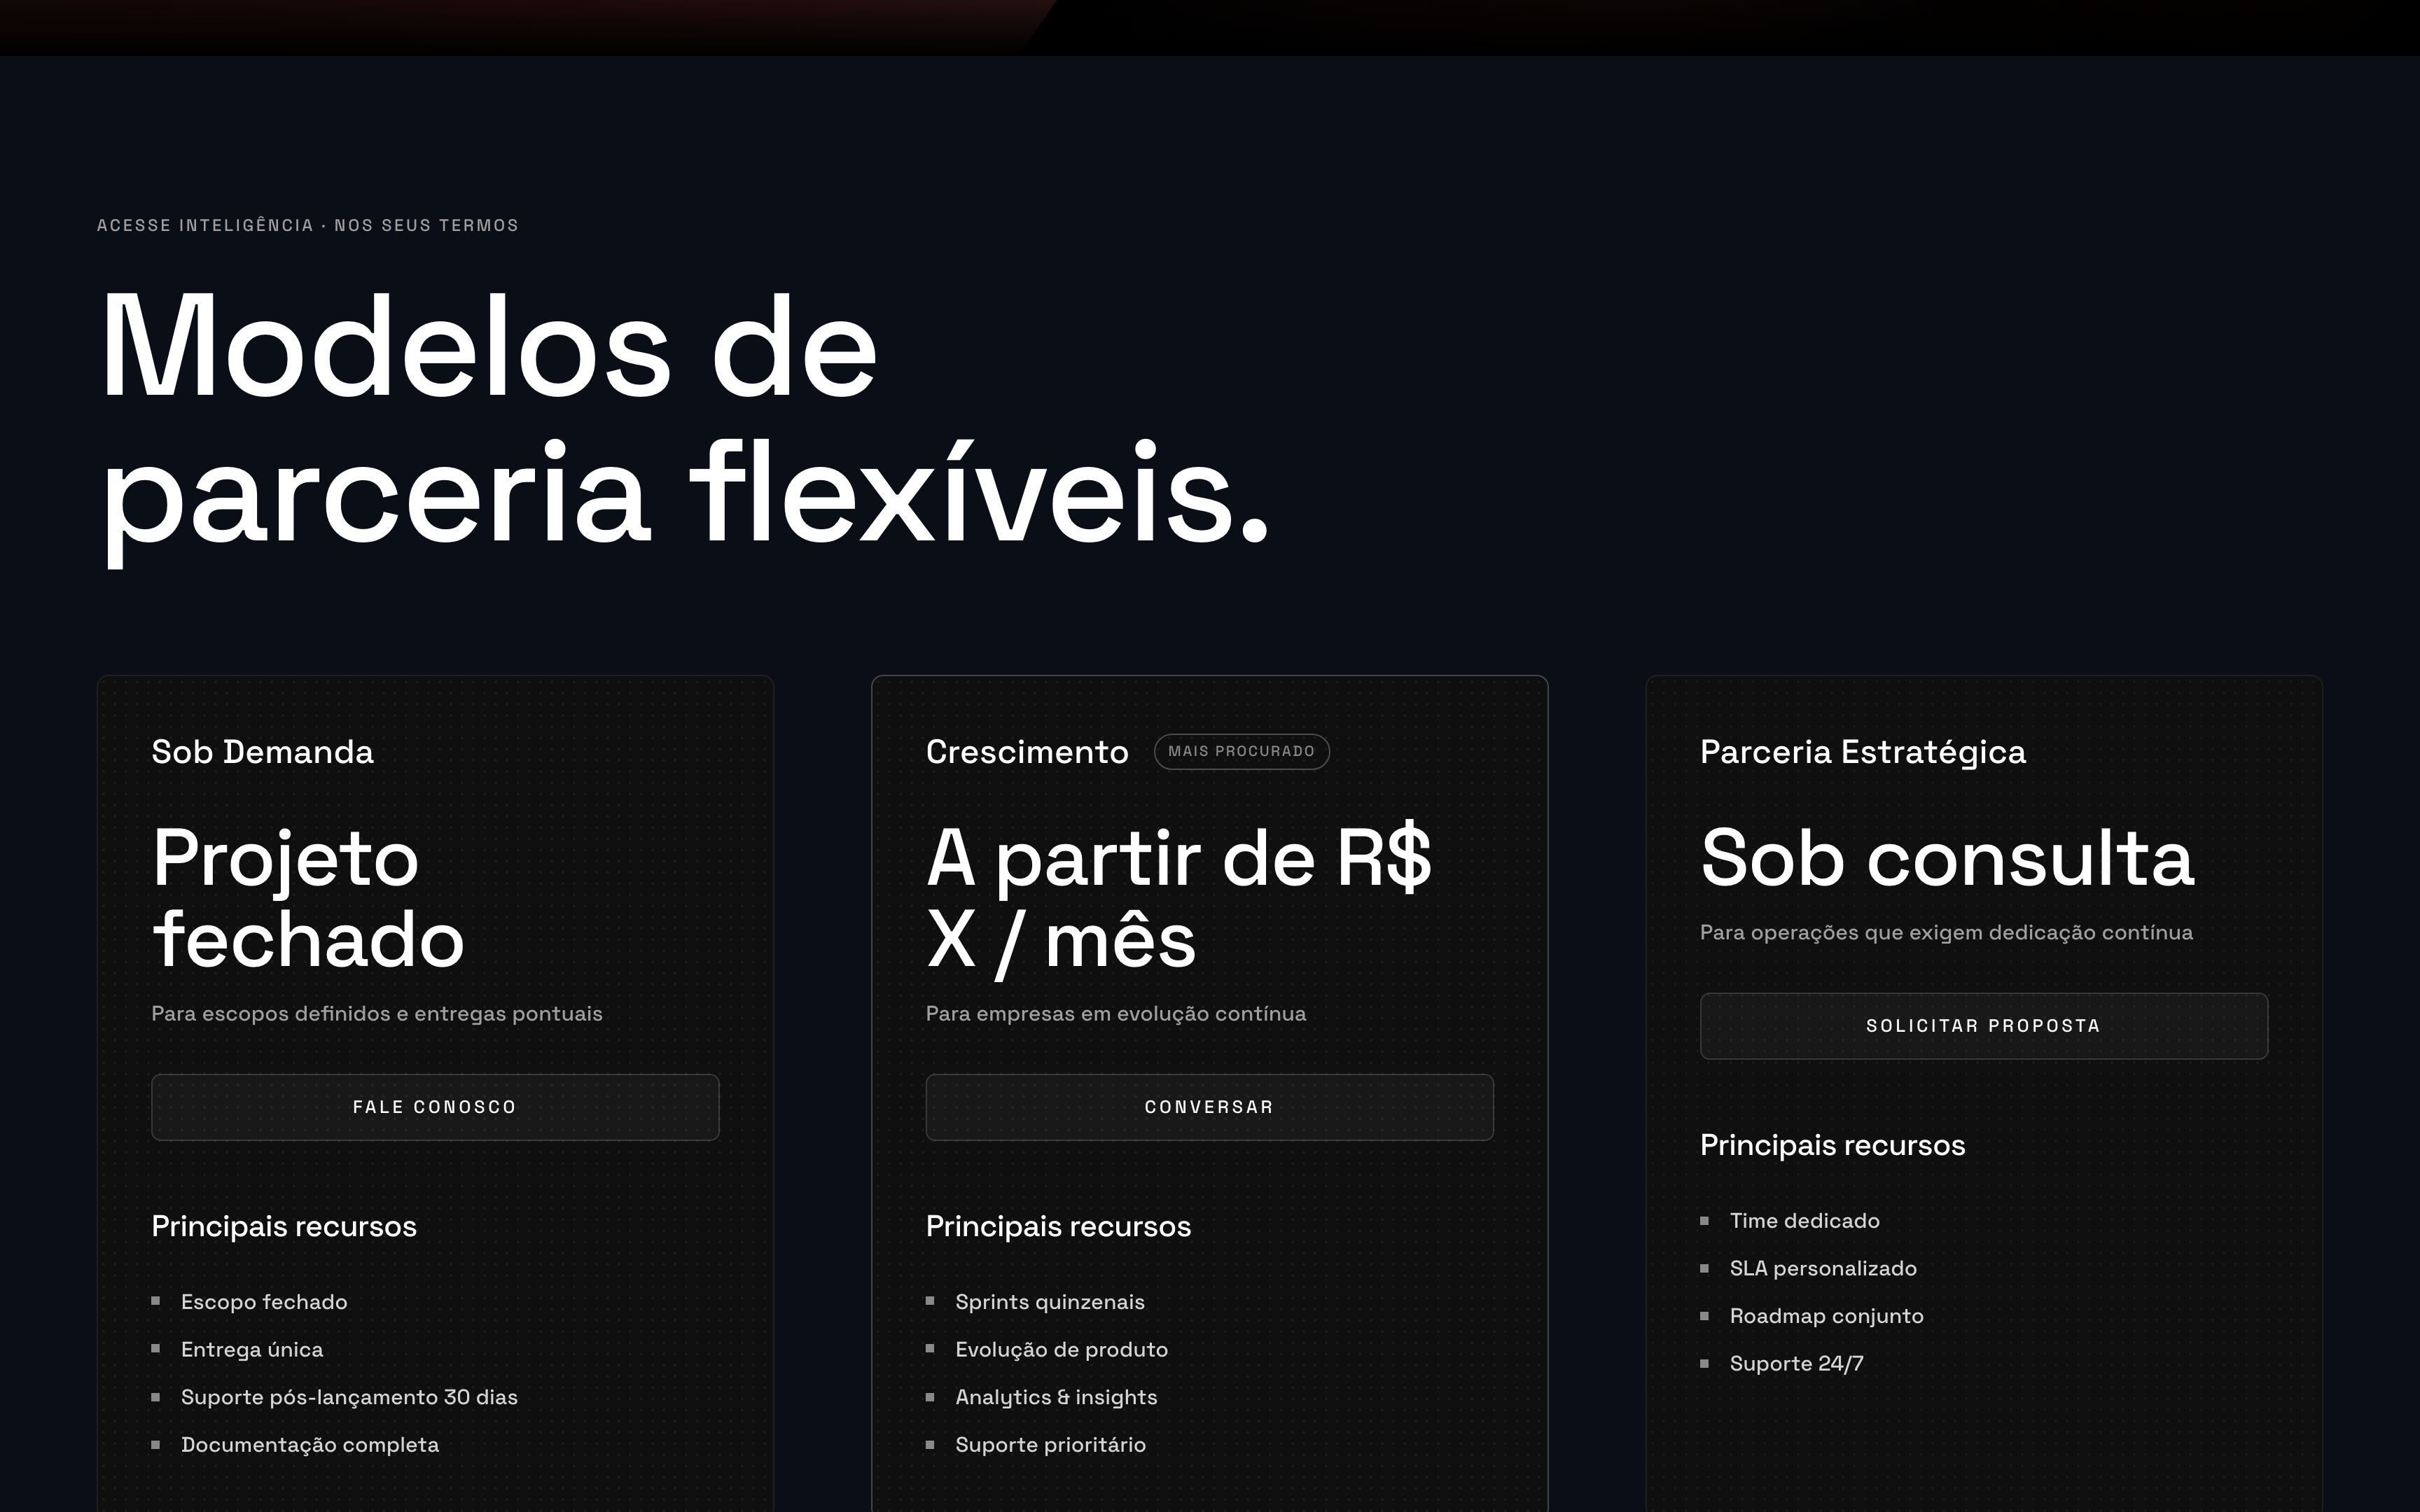 ACESSE INTELIGÊNCIA · NOS SEUS TERMOS
Modelos de
parceria flexíveis.
Sob Demanda
Projeto
fechado
Para escopos definidos e entregas pontuais
FALE CONOSCO
Principais recursos
Escopo fechado
Entrega única
Suporte pós-lançamento 30 dias
Documentação completa
Crescimento
MAIS PROCURADO
A partir de R$
X / mês
Para empresas em evolução contínua
CONVERSAR
Principais recursos
Sprints quinzenais
Evolução de produto
Analytics & insights
Suporte prioritário
Parceria Estratégica
Sob consulta
Para operações que exigem dedicação contínua
SOLICITAR PROPOSTA
Principais recursos
Time dedicado
SLA personalizado
Roadmap conjunto
Suporte 24/7